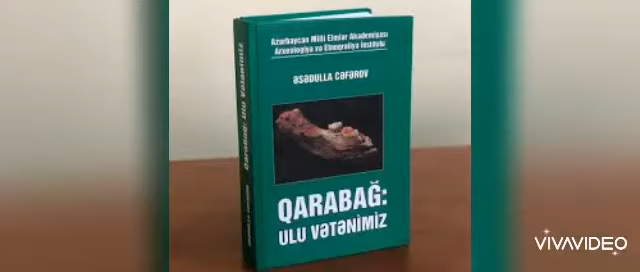 Azərbaycan Milli Elmlər Akademiyası
Arxeologiya və Etnoqrafiya İnstitutu
ƏSƏDULLA CƏFƏROV
QARABAĞ:
ULU VƏTƏNİMİZ
Qarabağ: Ulu Vətənimiz
VIVAVIDEO